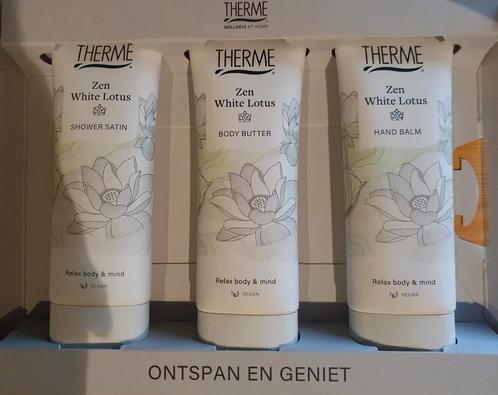 THERME
WELLNESS AT HOME
THERME
Zen
White Lotus
SHOWER SATIN
Relax body & mind
VEGAN
THERME
Zen
White Lotus
BODY BUTTER
Relax body & mind
VEGAN
THERME
Zen
White Lotus
HAND BALM
Relax body & mind
VEGAN
ONTSPAN EN GENIET